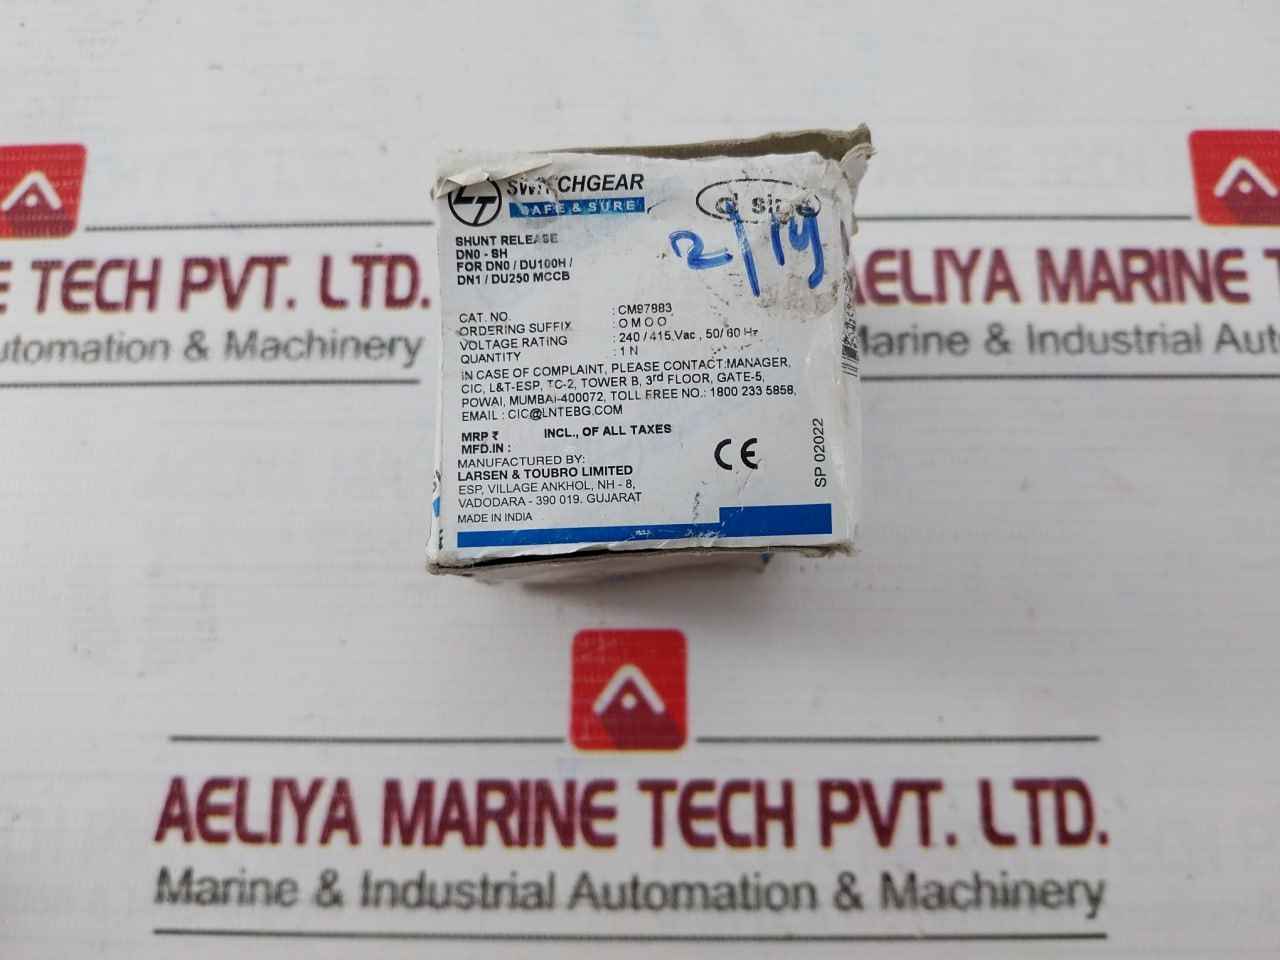 LT SWITCHGEAR
SAFE & SURE
2/19
SHUNT RELEASE
DN0 - SH
FOR DN0 / DU100H /
DN1 / DU250 MCCB
CAT. NO. : CM97883
ORDERING SUFFIX : O M O O
VOLTAGE RATING : 240 / 415 Vac , 50/ 60 Hz
QUANTITY : 1 N
IN CASE OF COMPLAINT, PLEASE CONTACT:MANAGER,
CIC, L&T-ESP, TC-2, TOWER B, 3rd FLOOR, GATE-5,
POWAI, MUMBAI-400072, TOLL FREE NO.: 1800 233 5858,
EMAIL : CIC@LNTEBG.COM
MRP ₹ INCL., OF ALL TAXES
MFD.IN :
MANUFACTURED BY:
LARSEN & TOUBRO LIMITED
ESP, VILLAGE ANKHOL, NH - 8,
VADODARA - 390 019. GUJARAT
MADE IN INDIA
CE
SP 02022
E TECH PVT. LTD.
utomation & Machinery
AELIYA MARINE T
Marine & Industrial Aut
AELIYA MARINE TECH PVT. LTD.
Marine & Industrial Automation & Machinery